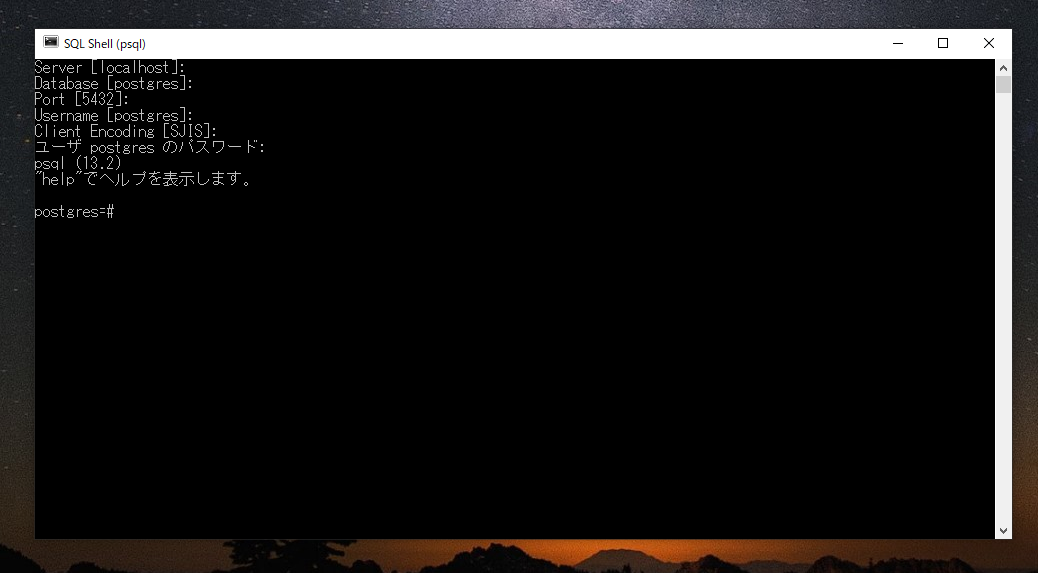 SQL Shell (psql)
Server [localhost]:
Database [postgres]:
Port [5432]:
Username [postgres]:
Client Encoding [SJIS]:
ユーザ postgres のパスワード:
psql (13.2)
"help"でヘルプを表示します。
postgres=#